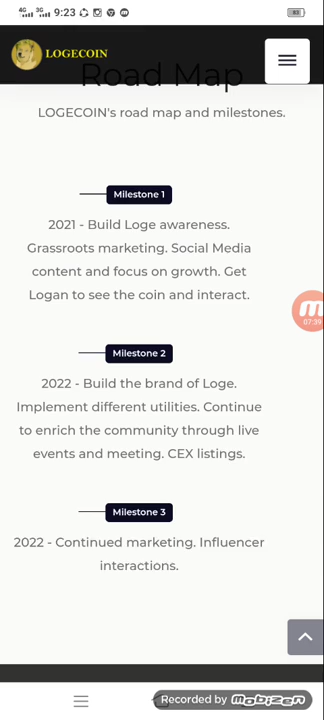 4G 3G 9:23 83
LOGECOIN
Road Map
LOGECOIN's road map and milestones.
Milestone 1
2021 - Build Loge awareness.
Grassroots marketing. Social Media
content and focus on growth. Get
Logan to see the coin and interact.
07:39
Milestone 2
2022 - Build the brand of Loge.
Implement different utilities. Continue
to enrich the community through live
events and meeting. CEX listings.
Milestone 3
2022 - Continued marketing. Influencer
interactions.
Recorded by mobizen